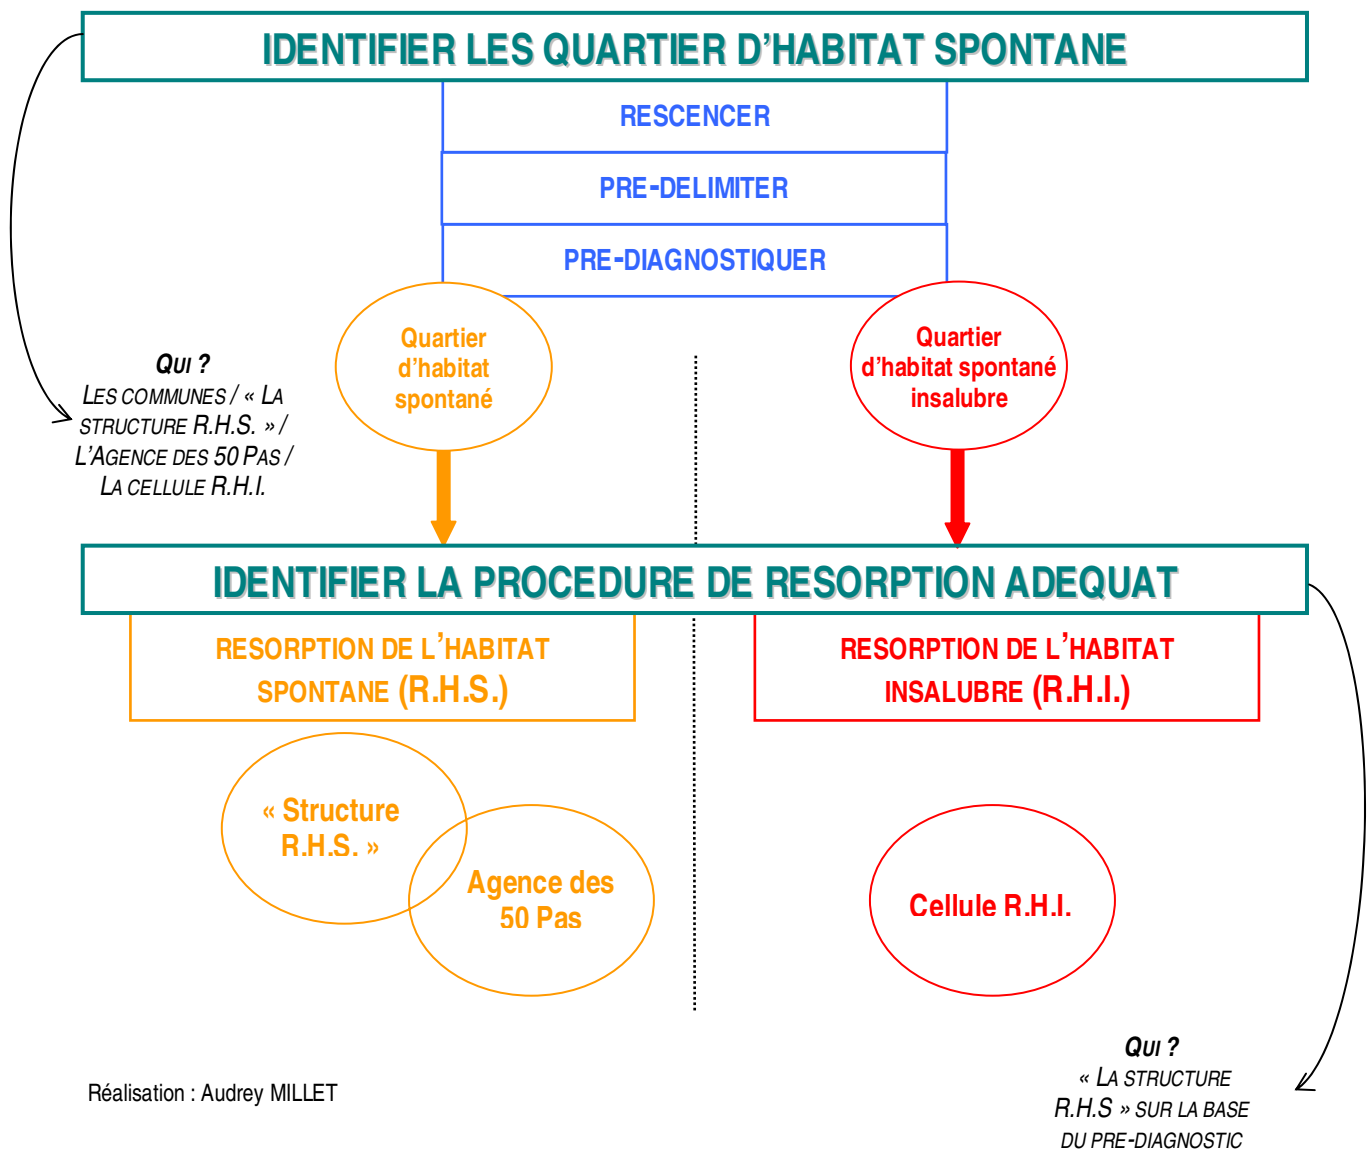 IDENTIFIER LES QUARTIER D'HABITAT SPONTANE
RESCENCER
PRE-DELIMITER
PRE-DIAGNOSTIQUER
Quartier
d'habitat
spontané
Quartier
d'habitat spontané
insalubre
QUI ?
LES COMMUNES / « LA
STRUCTURE R.H.S. » /
L'AGENCE DES 50 PAS /
LA CELLULE R.H.I.
IDENTIFIER LA PROCEDURE DE RESORPTION ADEQUAT
RESORPTION DE L'HABITAT
SPONTANE (R.H.S.)
RESORPTION DE L'HABITAT
INSALUBRE (R.H.I.)
« Structure
R.H.S. »
Agence des
50 Pas
Cellule R.H.I.
QUI ?
« LA STRUCTURE
R.H.S » SUR LA BASE
DU PRE-DIAGNOSTIC
Réalisation : Audrey MILLET